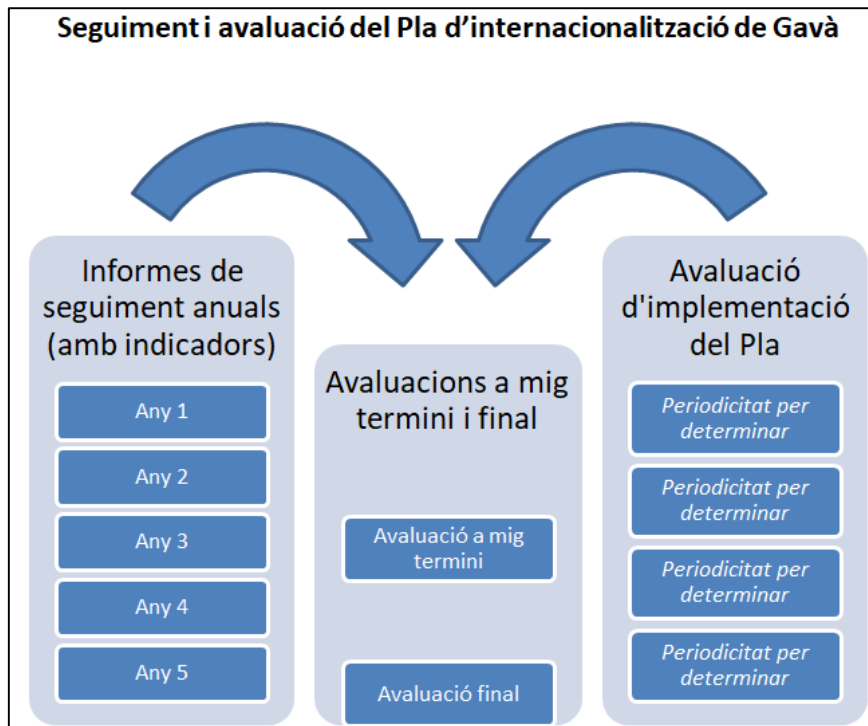 Seguiment i avaluació del Pla d’internacionalització de Gavà
Informes de
seguiment anuals
(amb indicadors)
Any 1
Any 2
Any 3
Any 4
Any 5
Avaluacions a mig
termini i final
Avaluació a mig
termini
Avaluació final
Avaluació
d'implementació
del Pla
Periodicitat per
determinar
Periodicitat per
determinar
Periodicitat per
determinar
Periodicitat per
determinar